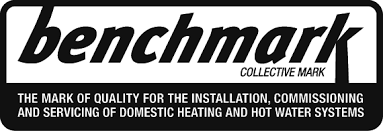 benchmark
COLLECTIVE MARK
THE MARK OF QUALITY FOR THE INSTALLATION, COMMISSIONING
AND SERVICING OF DOMESTIC HEATING AND HOT WATER SYSTEMS